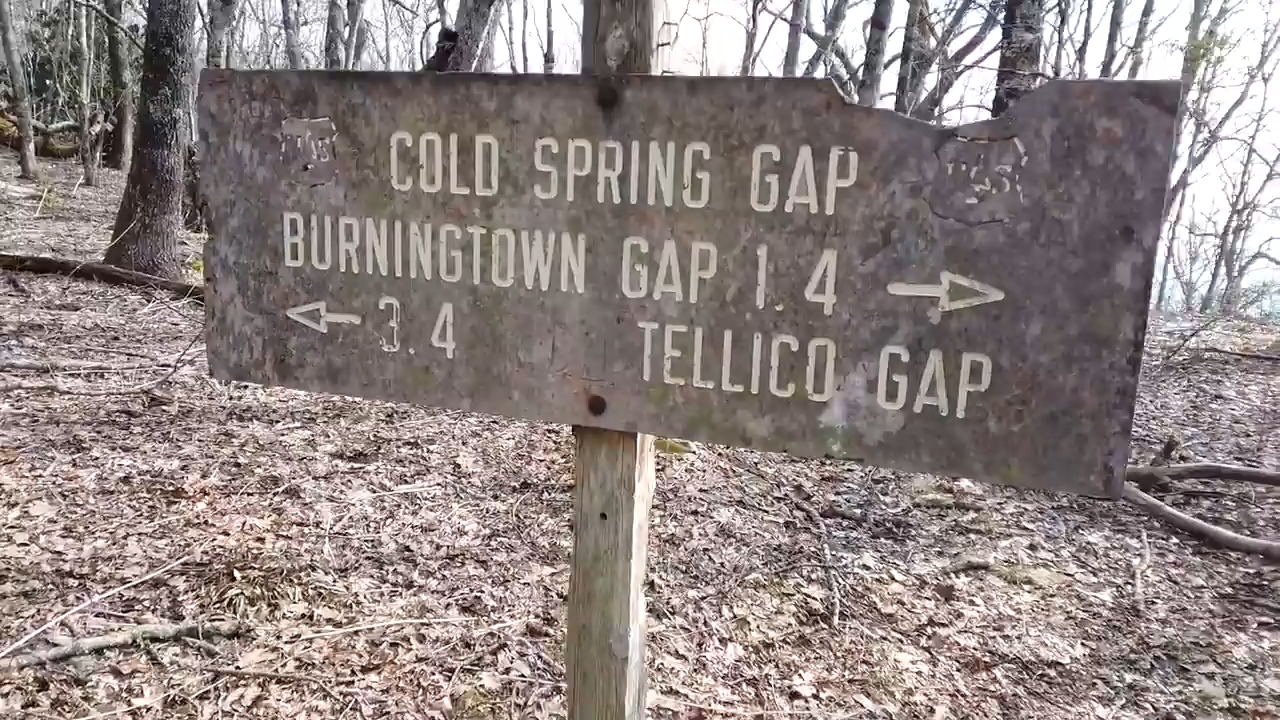 COLD SPRING GAP
BURNINGTOWN GAP 1.4 →
← 3.4 TELLICO GAP